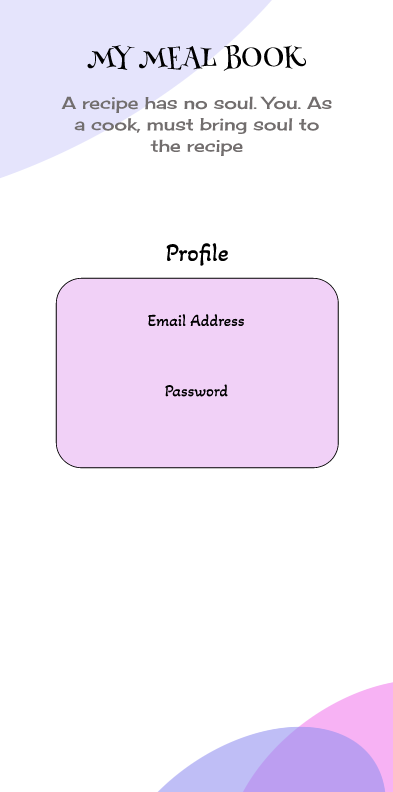 MY MEAL BOOK
A recipe has no soul. You. As
a cook, must bring soul to
the recipe
Profile
Email Address
Password